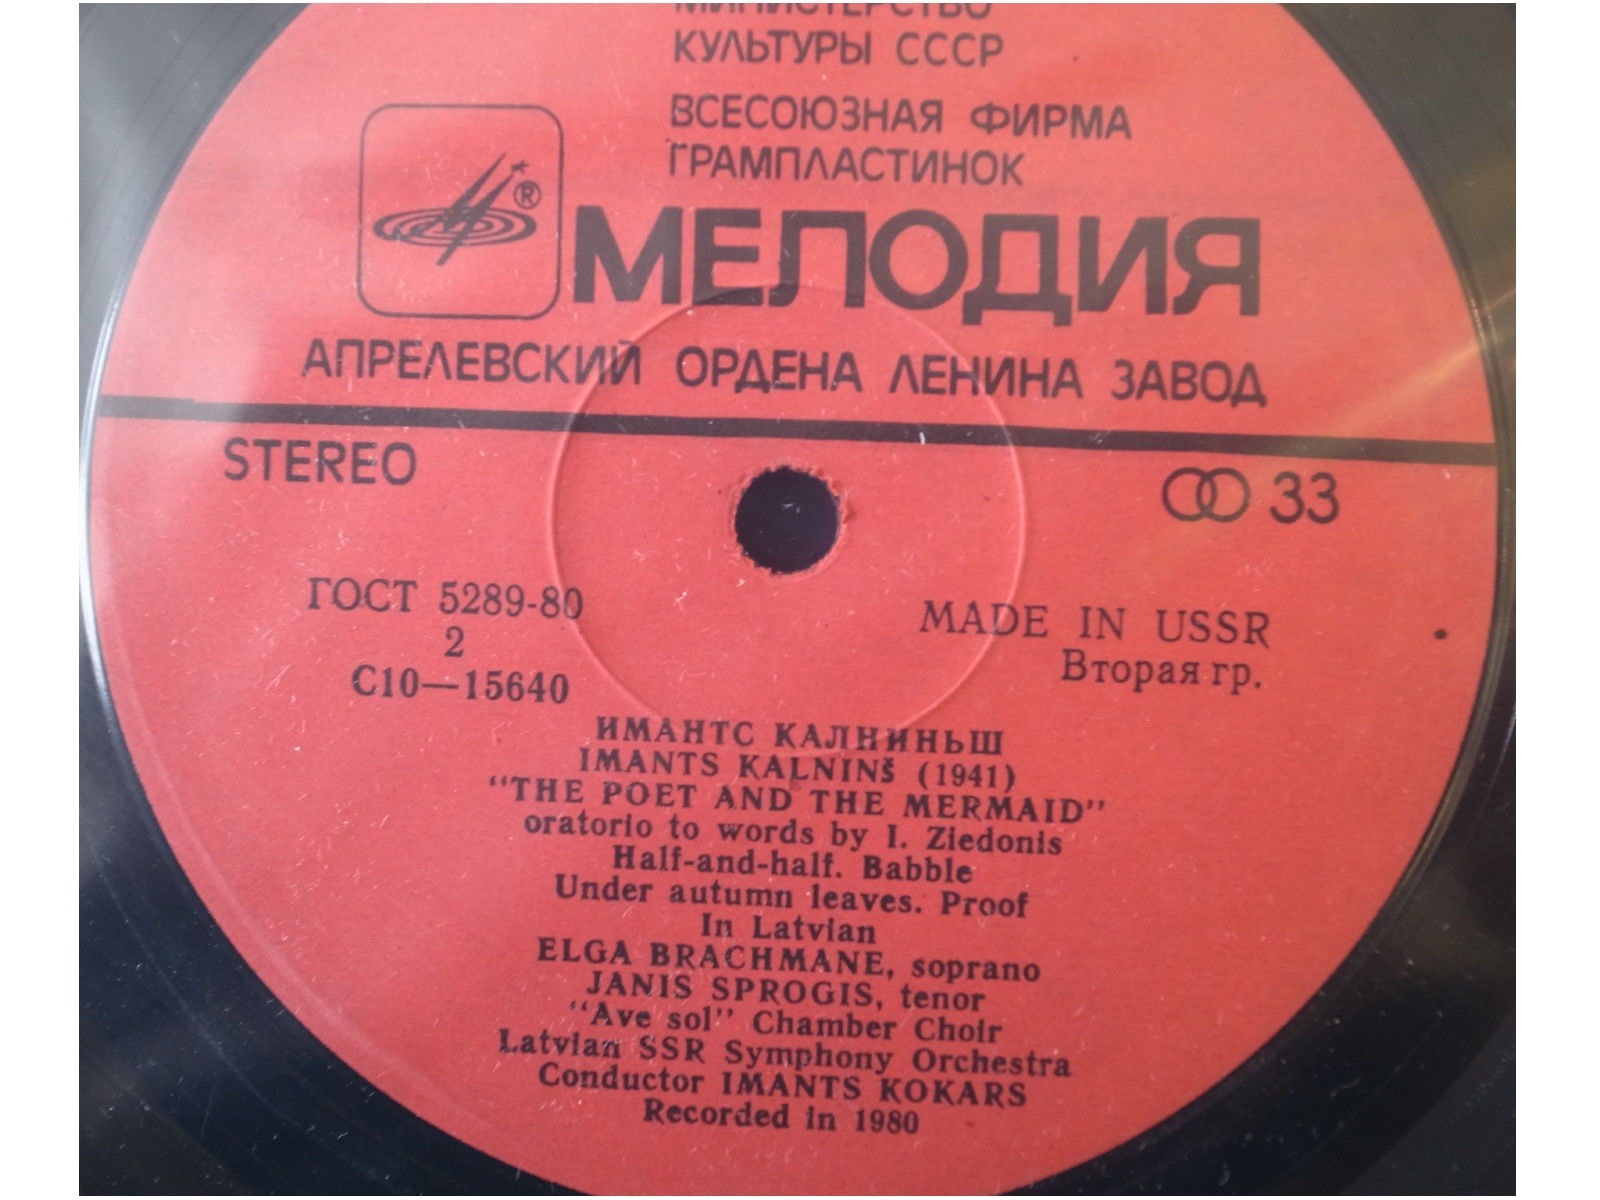 МИНИСТЕРСТВО
КУЛЬТУРЫ СССР
ВСЕСОЮЗНАЯ ФИРМА
ГРАМПЛАСТИНОК
®
МЕЛОДИЯ
АПРЕЛЕВСКИЙ ОРДЕНА ЛЕНИНА ЗАВОД
STEREO
33
ГОСТ 5289-80
2
С10—15640
MADE IN USSR
Вторая гр.
ИМАНТС КАЛНИНЬШ
IMANTS KALNINŠ (1941)
"THE POET AND THE MERMAID"
oratorio to words by I. Ziedonis
Half-and-half. Babble
Under autumn leaves. Proof
In Latvian
ELGA BRACHMANE, soprano
JANIS SPROGIS, tenor
"Ave sol" Chamber Choir
Latvian SSR Symphony Orchestra
Conductor IMANTS KOKARS
Recorded in 1980